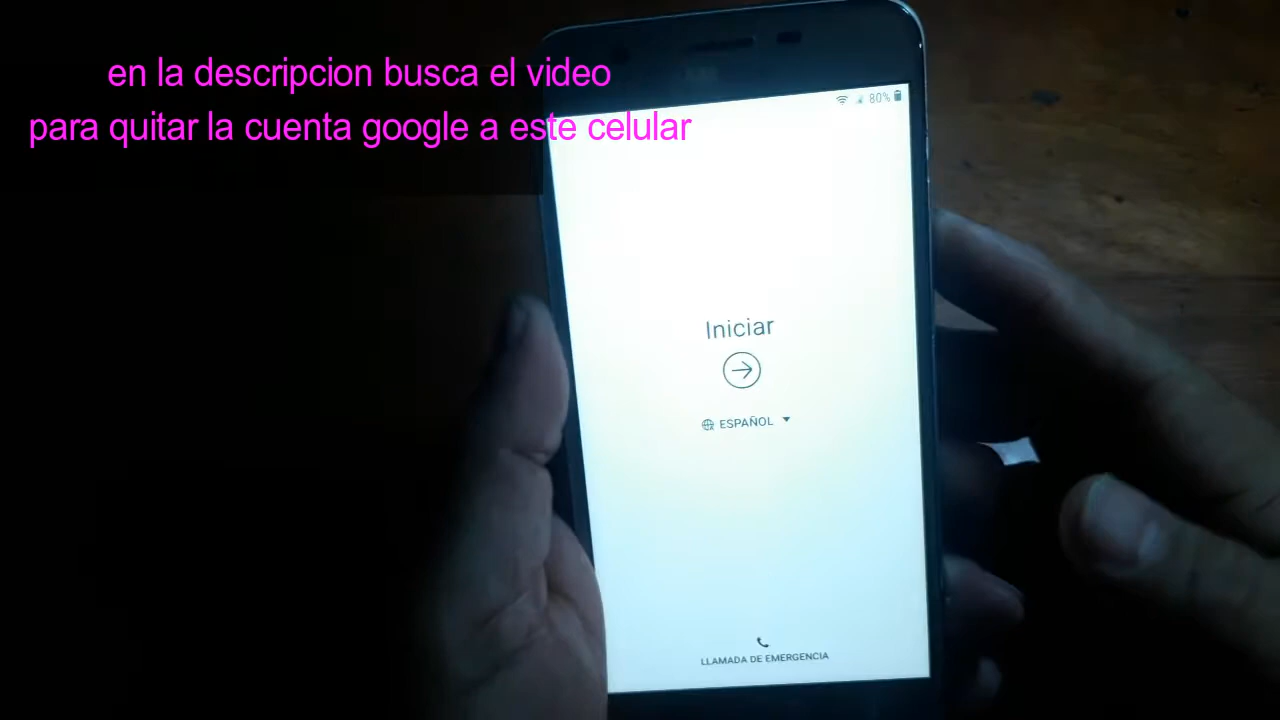 en la descripcion busca el video
para quitar la cuenta google a este celular
80%
Iniciar
ESPAÑOL
LLAMADA DE EMERGENCIA